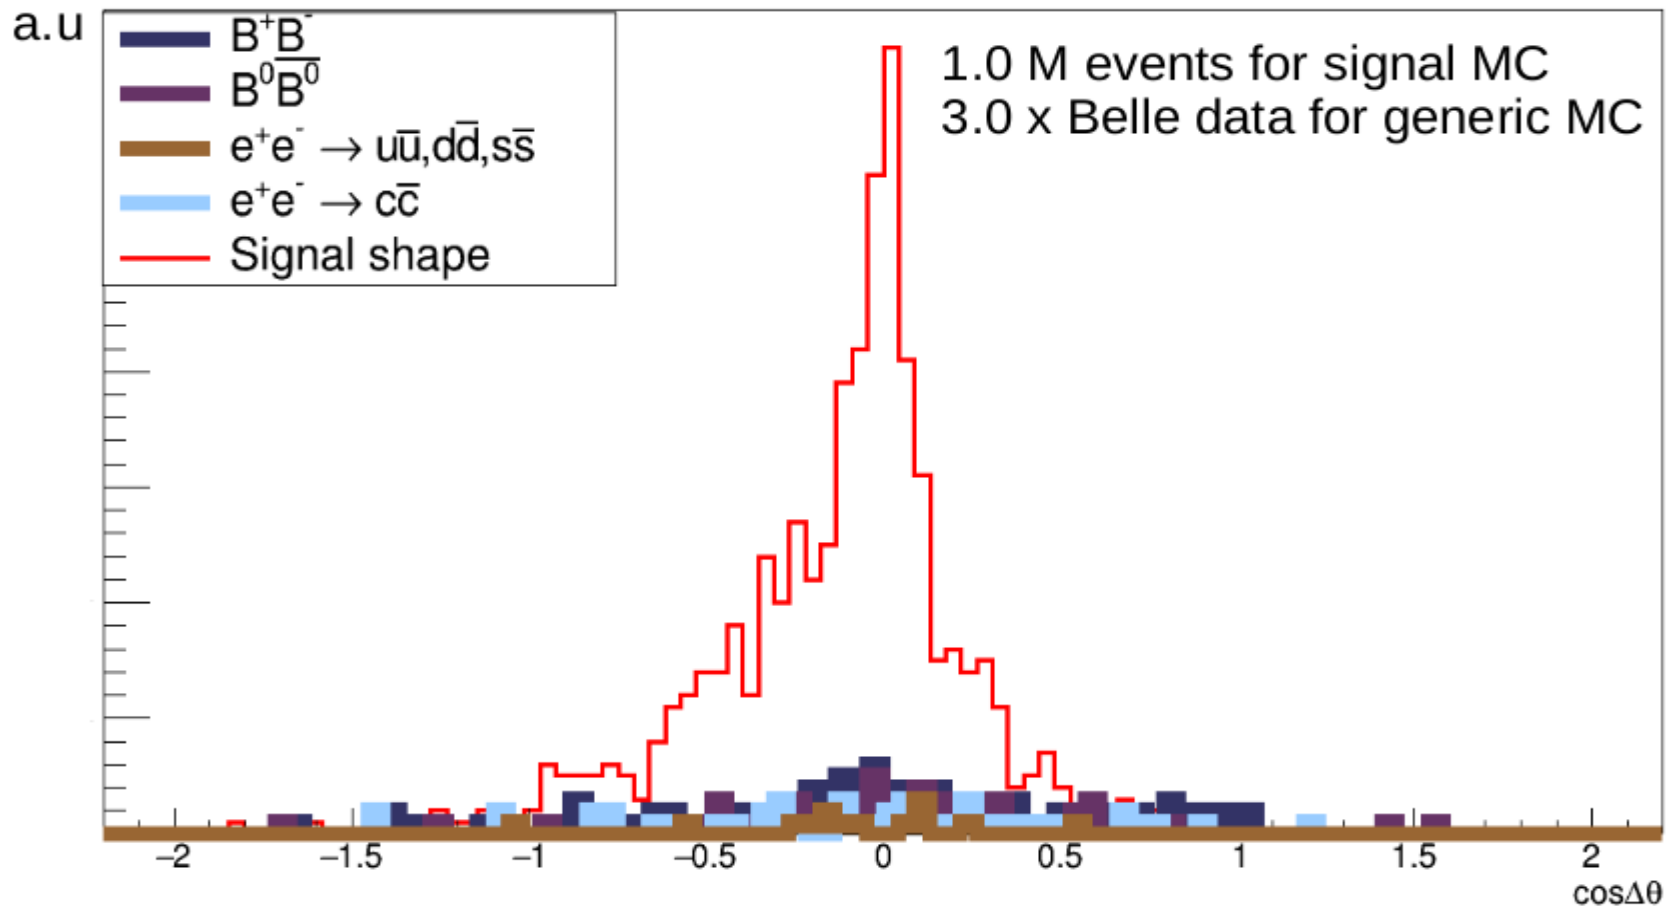 a.u
B⁺B⁻
B⁰B̅⁰
e⁺e⁻ → uu̅,dd̅,ss̅
e⁺e⁻ → cc̅
Signal shape
1.0 M events for signal MC
3.0 x Belle data for generic MC
−2 −1.5 −1 −0.5 0 0.5 1 1.5 2
cosΔθ